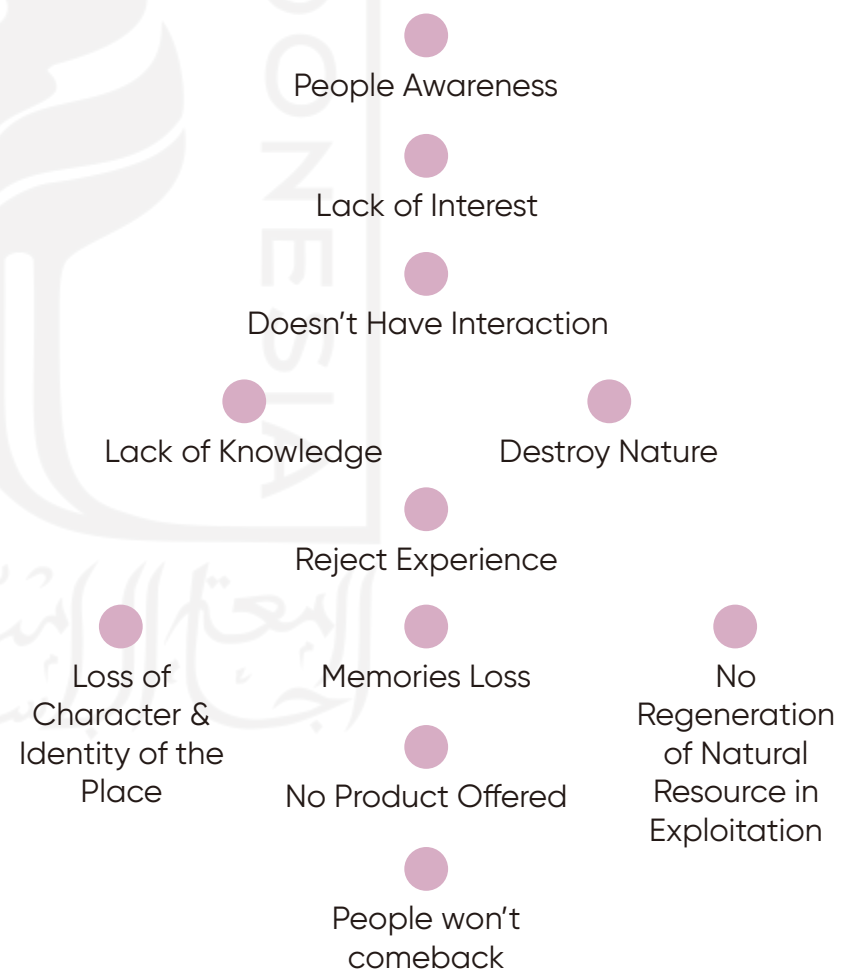 People Awareness
Lack of Interest
Doesn't Have Interaction
Lack of Knowledge
Destroy Nature
Reject Experience
Loss of
Character &
Identity of the
Place
Memories Loss
No
Regeneration
of Natural
Resource in
Exploitation
No Product Offered
People won't
comeback
ONESIA